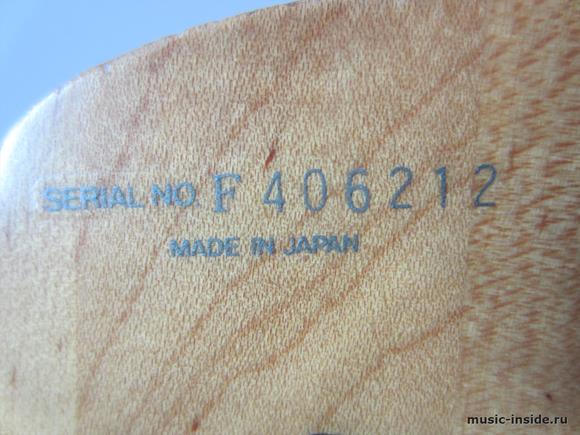 SERIAL NO. F 406212
MADE IN JAPAN
music-inside.ru